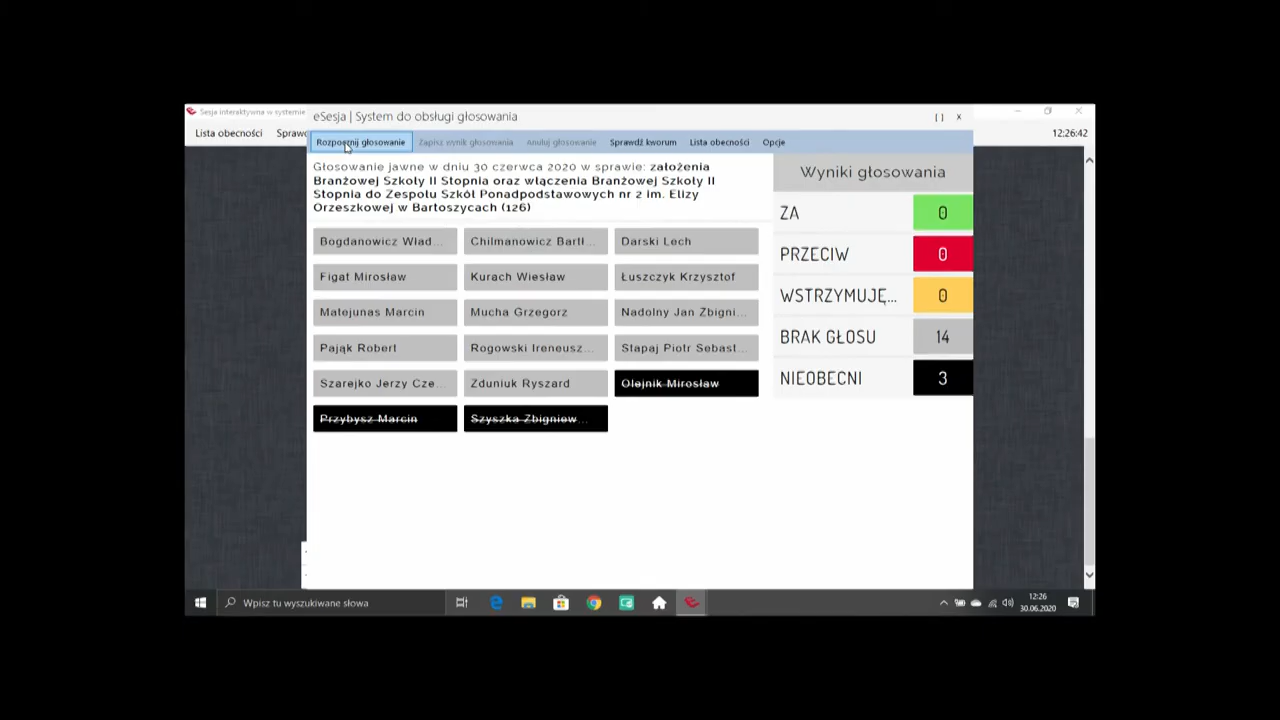 Sesja interaktywna w systemie
eSesja | System do obsługi głosowania
Lista obecności
12:26:42
Rozpocznij głosowanie Zapisz wynik głosowania Anuluj głosowanie Sprawdź kworum Lista obecności Opcje
Głosowanie jawne w dniu 30 czerwca 2020 w sprawie: założenia
Branżowej Szkoły II Stopnia oraz włączenia Branżowej Szkoły II
Stopnia do Zespołu Szkół Ponadpodstawowych nr 2 im. Elizy
Orzeszkowej w Bartoszycach (126)
Wyniki głosowania
ZA 0
PRZECIW 0
WSTRZYMUJĘ... 0
BRAK GŁOSU 14
NIEOBECNI 3
Bogdanowicz Wład... Chilmanowicz Bartł... Darski Lech
Figat Mirosław Kurach Wiesław Łuszczyk Krzysztof
Matejunas Marcin Mucha Grzegorz Nadolny Jan Zbigni...
Pająk Robert Rogowski Ireneusz... Stapaj Piotr Sebast...
Szarejko Jerzy Cze... Zduniuk Ryszard Olejnik Mirosław
Przybysz Marcin Szyszka Zbigniew...
Wpisz tu wyszukiwane słowa
12:26
30.06.2020